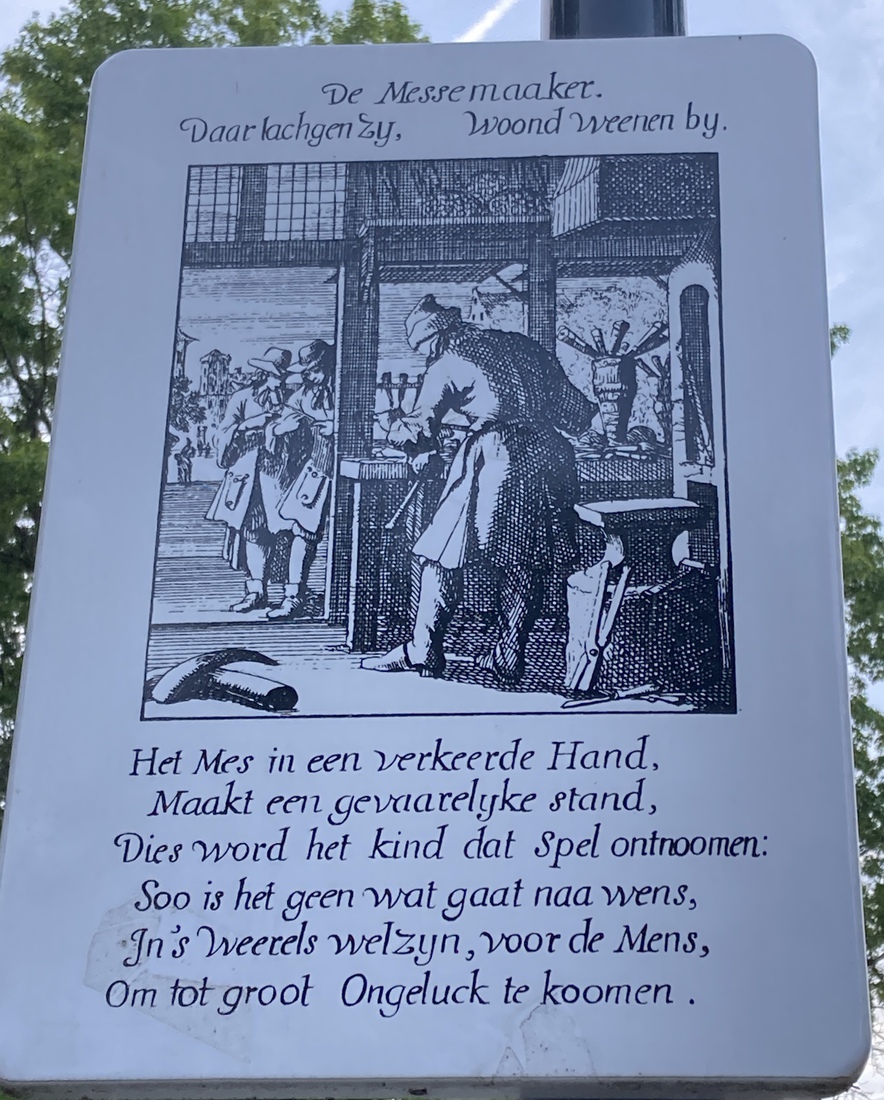 De Messemaaker.
Daar lachgen zy, Woond weenen by.
Het Mes in een verkeerde Hand,
Maakt een gevaarelyke stand,
Dies word het kind dat Spel ontnoomen:
Soo is het geen wat gaat naa wens,
Jn's Weerels welzyn, voor de Mens,
Om tot groot Ongeluck te koomen.